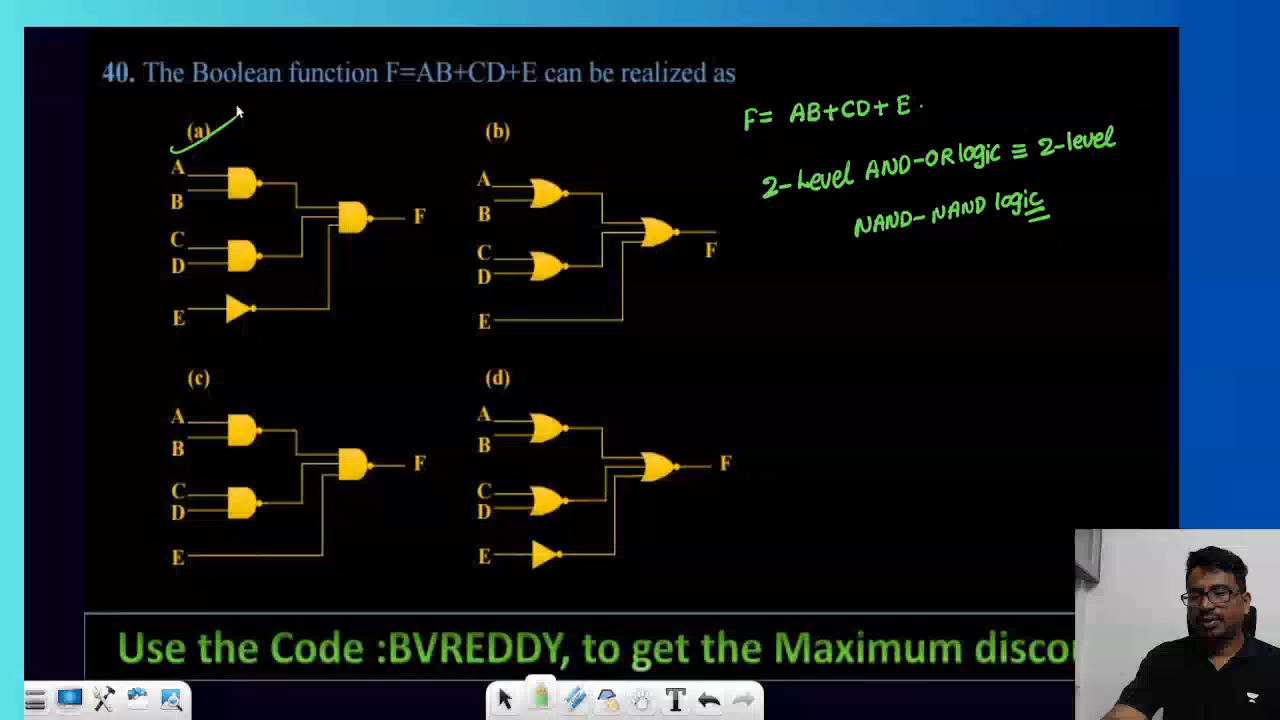 40. The Boolean function F=AB+CD+E can be realized as
(a)
A
B
C
D
E
F
(b)
A
B
C
D
E
F
(c)
A
B
C
D
E
F
(d)
A
B
C
D
E
F
F= AB+CD+ E.
2-Level AND-OR logic ≡ 2-level
NAND-NAND logic
Use the Code :BVREDDY, to get the Maximum disco
T